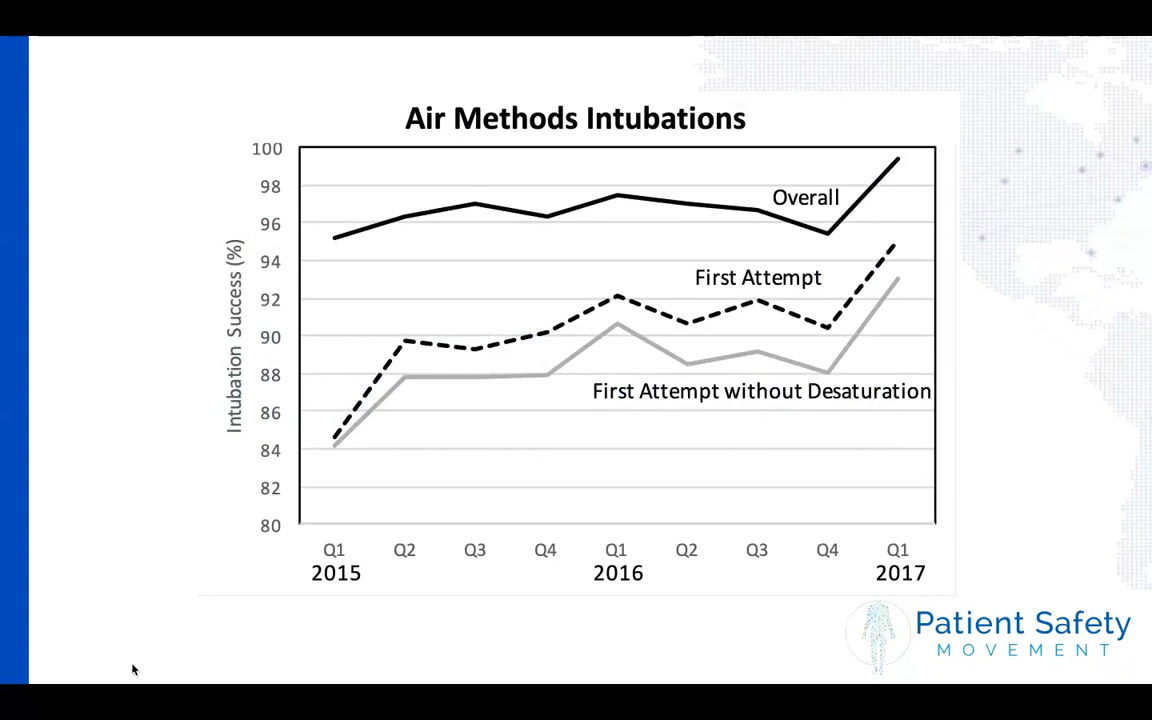 Air Methods Intubations
100
98
96
94
92
90
88
86
84
82
80
Intubation Success (%)
Overall
First Attempt
First Attempt without Desaturation
Q1 Q2 Q3 Q4 Q1 Q2 Q3 Q4 Q1
2015 2016 2017
Patient Safety
MOVEMENT